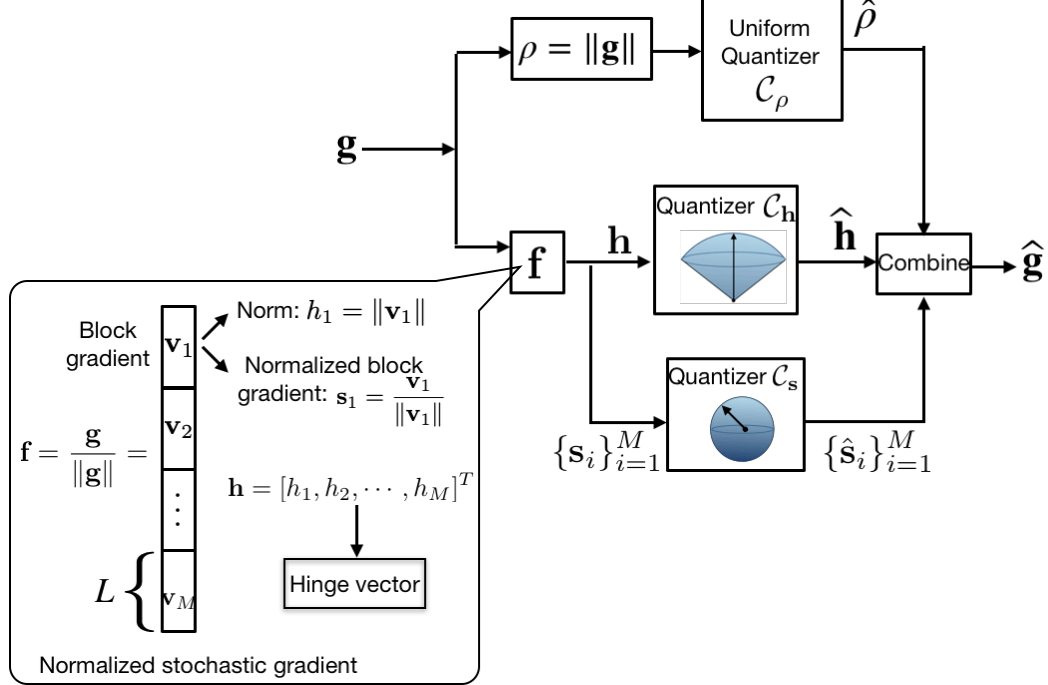 ρ̂
Uniform
Quantizer
𝒞_ρ
ρ = ‖g‖
g
Quantizer 𝒞_h
f
h
ĥ
Combine
ĝ
Quantizer 𝒞_s
{s_i}_{i=1}^M
{ŝ_i}_{i=1}^M
Block
gradient
v_1
Norm: h_1 = ‖v_1‖
Normalized block
gradient: s_1 = v_1 / ‖v_1‖
v_2
f = g / ‖g‖ =
⋮
h = [h_1, h_2, ⋯ , h_M]^T
L {
v_M
Hinge vector
Normalized stochastic gradient